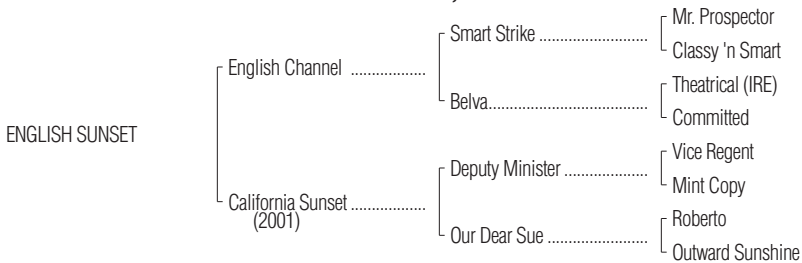 Mr. Prospector
Smart Strike ........................
Classy 'n Smart
English Channel ..................
Theatrical (IRE)
Belva....................................
Committed
ENGLISH SUNSET
Vice Regent
Deputy Minister ...................
Mint Copy
California Sunset ..................
(2001)
Roberto
Our Dear Sue .......................
Outward Sunshine